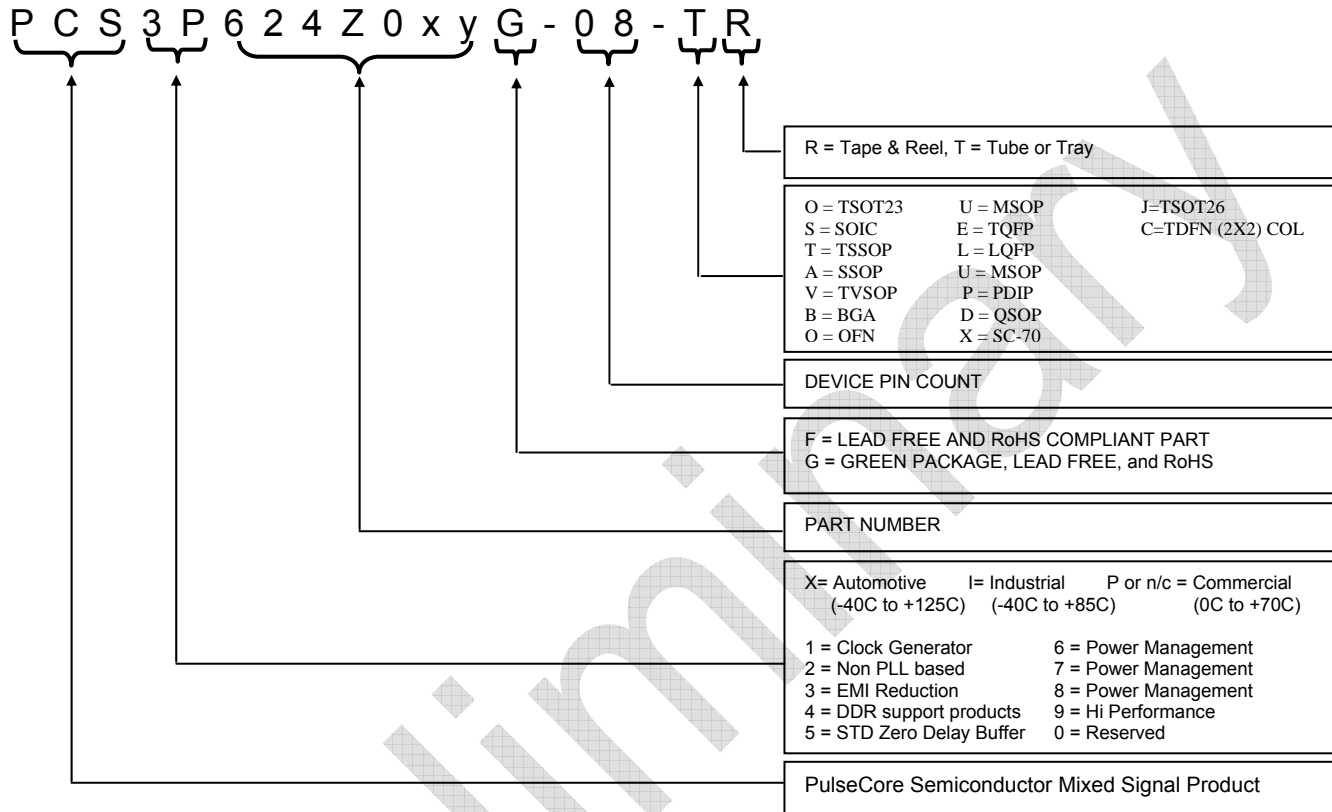 P C S 3 P 6 2 4 Z 0 x y G - 0 8 - T R
R = Tape & Reel, T = Tube or Tray
O = TSOT23 U = MSOP J=TSOT26
S = SOIC E = TQFP C=TDFN (2X2) COL
T = TSSOP L = LQFP
A = SSOP U = MSOP
V = TVSOP P = PDIP
B = BGA D = QSOP
O = QFN X = SC-70
DEVICE PIN COUNT
F = LEAD FREE AND RoHS COMPLIANT PART
G = GREEN PACKAGE, LEAD FREE, and RoHS
PART NUMBER
X= Automotive I= Industrial P or n/c = Commercial
(-40C to +125C) (-40C to +85C) (0C to +70C)
1 = Clock Generator 6 = Power Management
2 = Non PLL based 7 = Power Management
3 = EMI Reduction 8 = Power Management
4 = DDR support products 9 = Hi Performance
5 = STD Zero Delay Buffer 0 = Reserved
PulseCore Semiconductor Mixed Signal Product
liminary